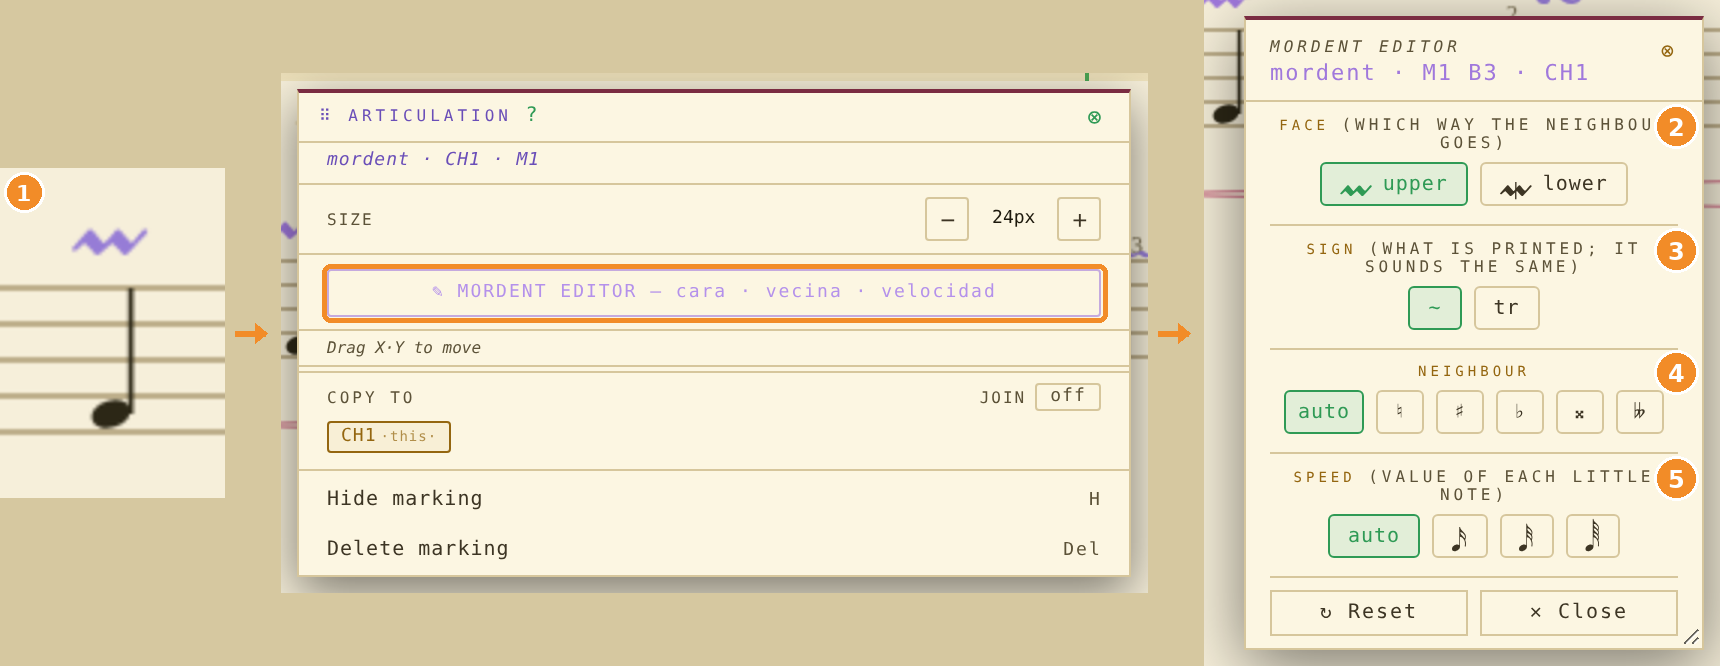 1
⠿ ARTICULATION ?
mordent · CH1 · M1
SIZE − 24px +
✎ MORDENT EDITOR — cara · vecina · velocidad
Drag X·Y to move
COPY TO JOIN off
CH1 ·this·
Hide marking H
Delete marking Del
2
3
MORDENT EDITOR
mordent · M1 B3 · CH1
FACE (WHICH WAY THE NEIGHBOU 2
GOES)
upper lower
SIGN (WHAT IS PRINTED; IT 3
SOUNDS THE SAME)
~ tr
NEIGHBOUR 4
auto ♮ ♯ ♭ 𝄪 𝄫
SPEED (VALUE OF EACH LITTLE 5
NOTE)
auto
↻ Reset × Close